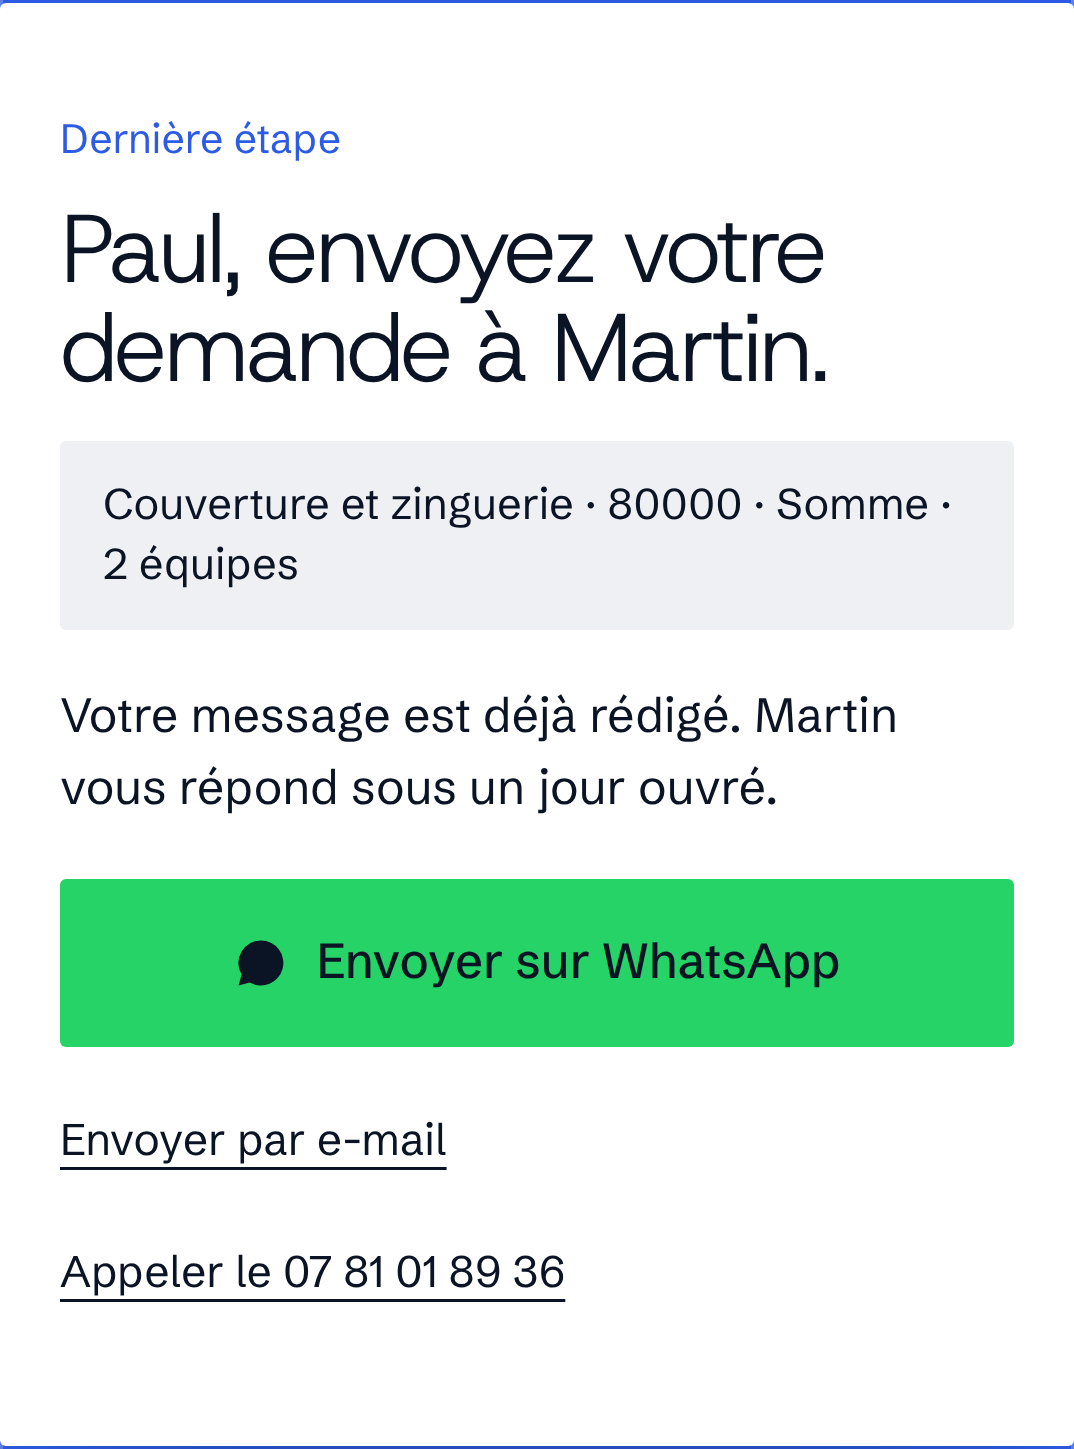 Dernière étape
Paul, envoyez votre
demande à Martin.
Couverture et zinguerie · 80000 · Somme ·
2 équipes
Votre message est déjà rédigé. Martin
vous répond sous un jour ouvré.
Envoyer sur WhatsApp
Envoyer par e-mail
Appeler le 07 81 01 89 36